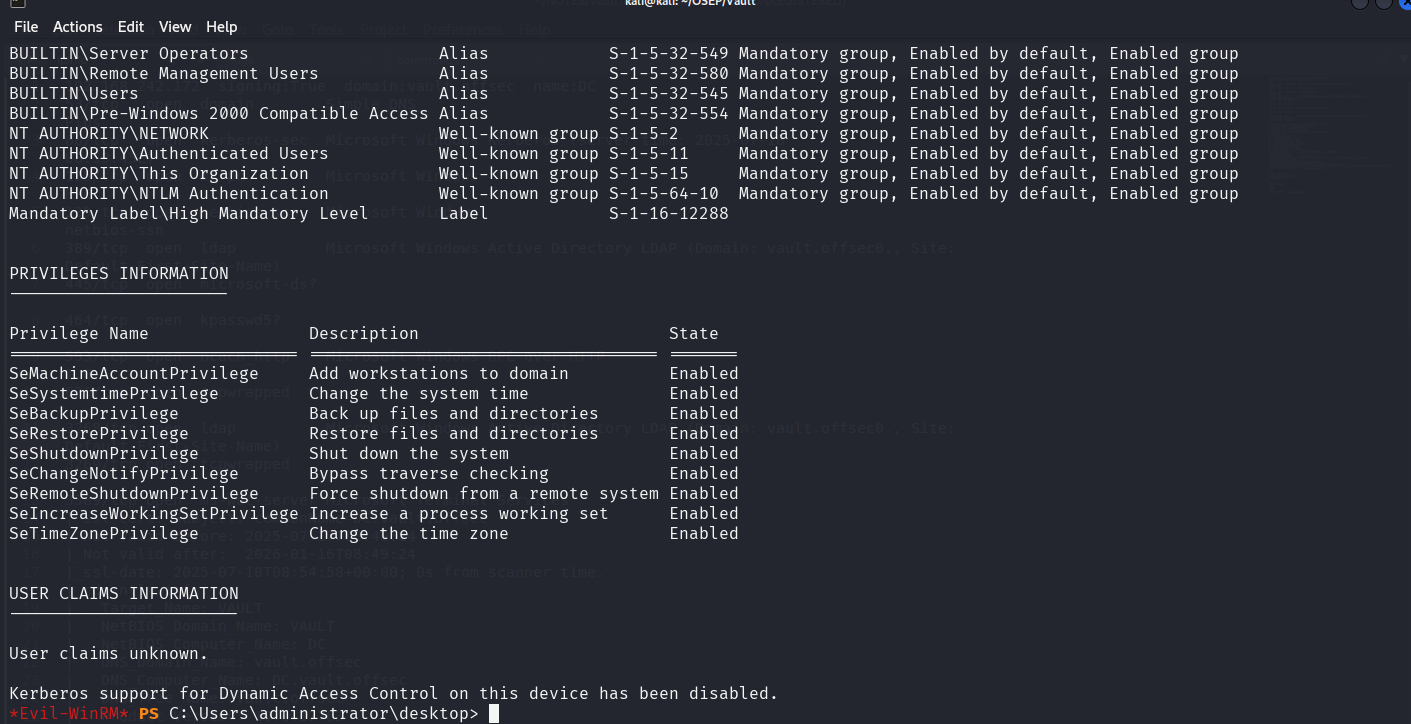 kali@kali: ~/OSEP/Vault
File Actions Edit View Help
BUILTIN\Server Operators Alias S-1-5-32-549 Mandatory group, Enabled by default, Enabled group
BUILTIN\Remote Management Users Alias S-1-5-32-580 Mandatory group, Enabled by default, Enabled group
BUILTIN\Users Alias S-1-5-32-545 Mandatory group, Enabled by default, Enabled group
BUILTIN\Pre-Windows 2000 Compatible Access Alias S-1-5-32-554 Mandatory group, Enabled by default, Enabled group
NT AUTHORITY\NETWORK Well-known group S-1-5-2 Mandatory group, Enabled by default, Enabled group
NT AUTHORITY\Authenticated Users Well-known group S-1-5-11 Mandatory group, Enabled by default, Enabled group
NT AUTHORITY\This Organization Well-known group S-1-5-15 Mandatory group, Enabled by default, Enabled group
NT AUTHORITY\NTLM Authentication Well-known group S-1-5-64-10 Mandatory group, Enabled by default, Enabled group
Mandatory Label\High Mandatory Level Label S-1-16-12288
PRIVILEGES INFORMATION
Privilege Name Description State
SeMachineAccountPrivilege Add workstations to domain Enabled
SeSystemtimePrivilege Change the system time Enabled
SeBackupPrivilege Back up files and directories Enabled
SeRestorePrivilege Restore files and directories Enabled
SeShutdownPrivilege Shut down the system Enabled
SeChangeNotifyPrivilege Bypass traverse checking Enabled
SeRemoteShutdownPrivilege Force shutdown from a remote system Enabled
SeIncreaseWorkingSetPrivilege Increase a process working set Enabled
SeTimeZonePrivilege Change the time zone Enabled
USER CLAIMS INFORMATION
User claims unknown.
Kerberos support for Dynamic Access Control on this device has been disabled.
*Evil-WinRM* PS C:\Users\administrator\desktop>